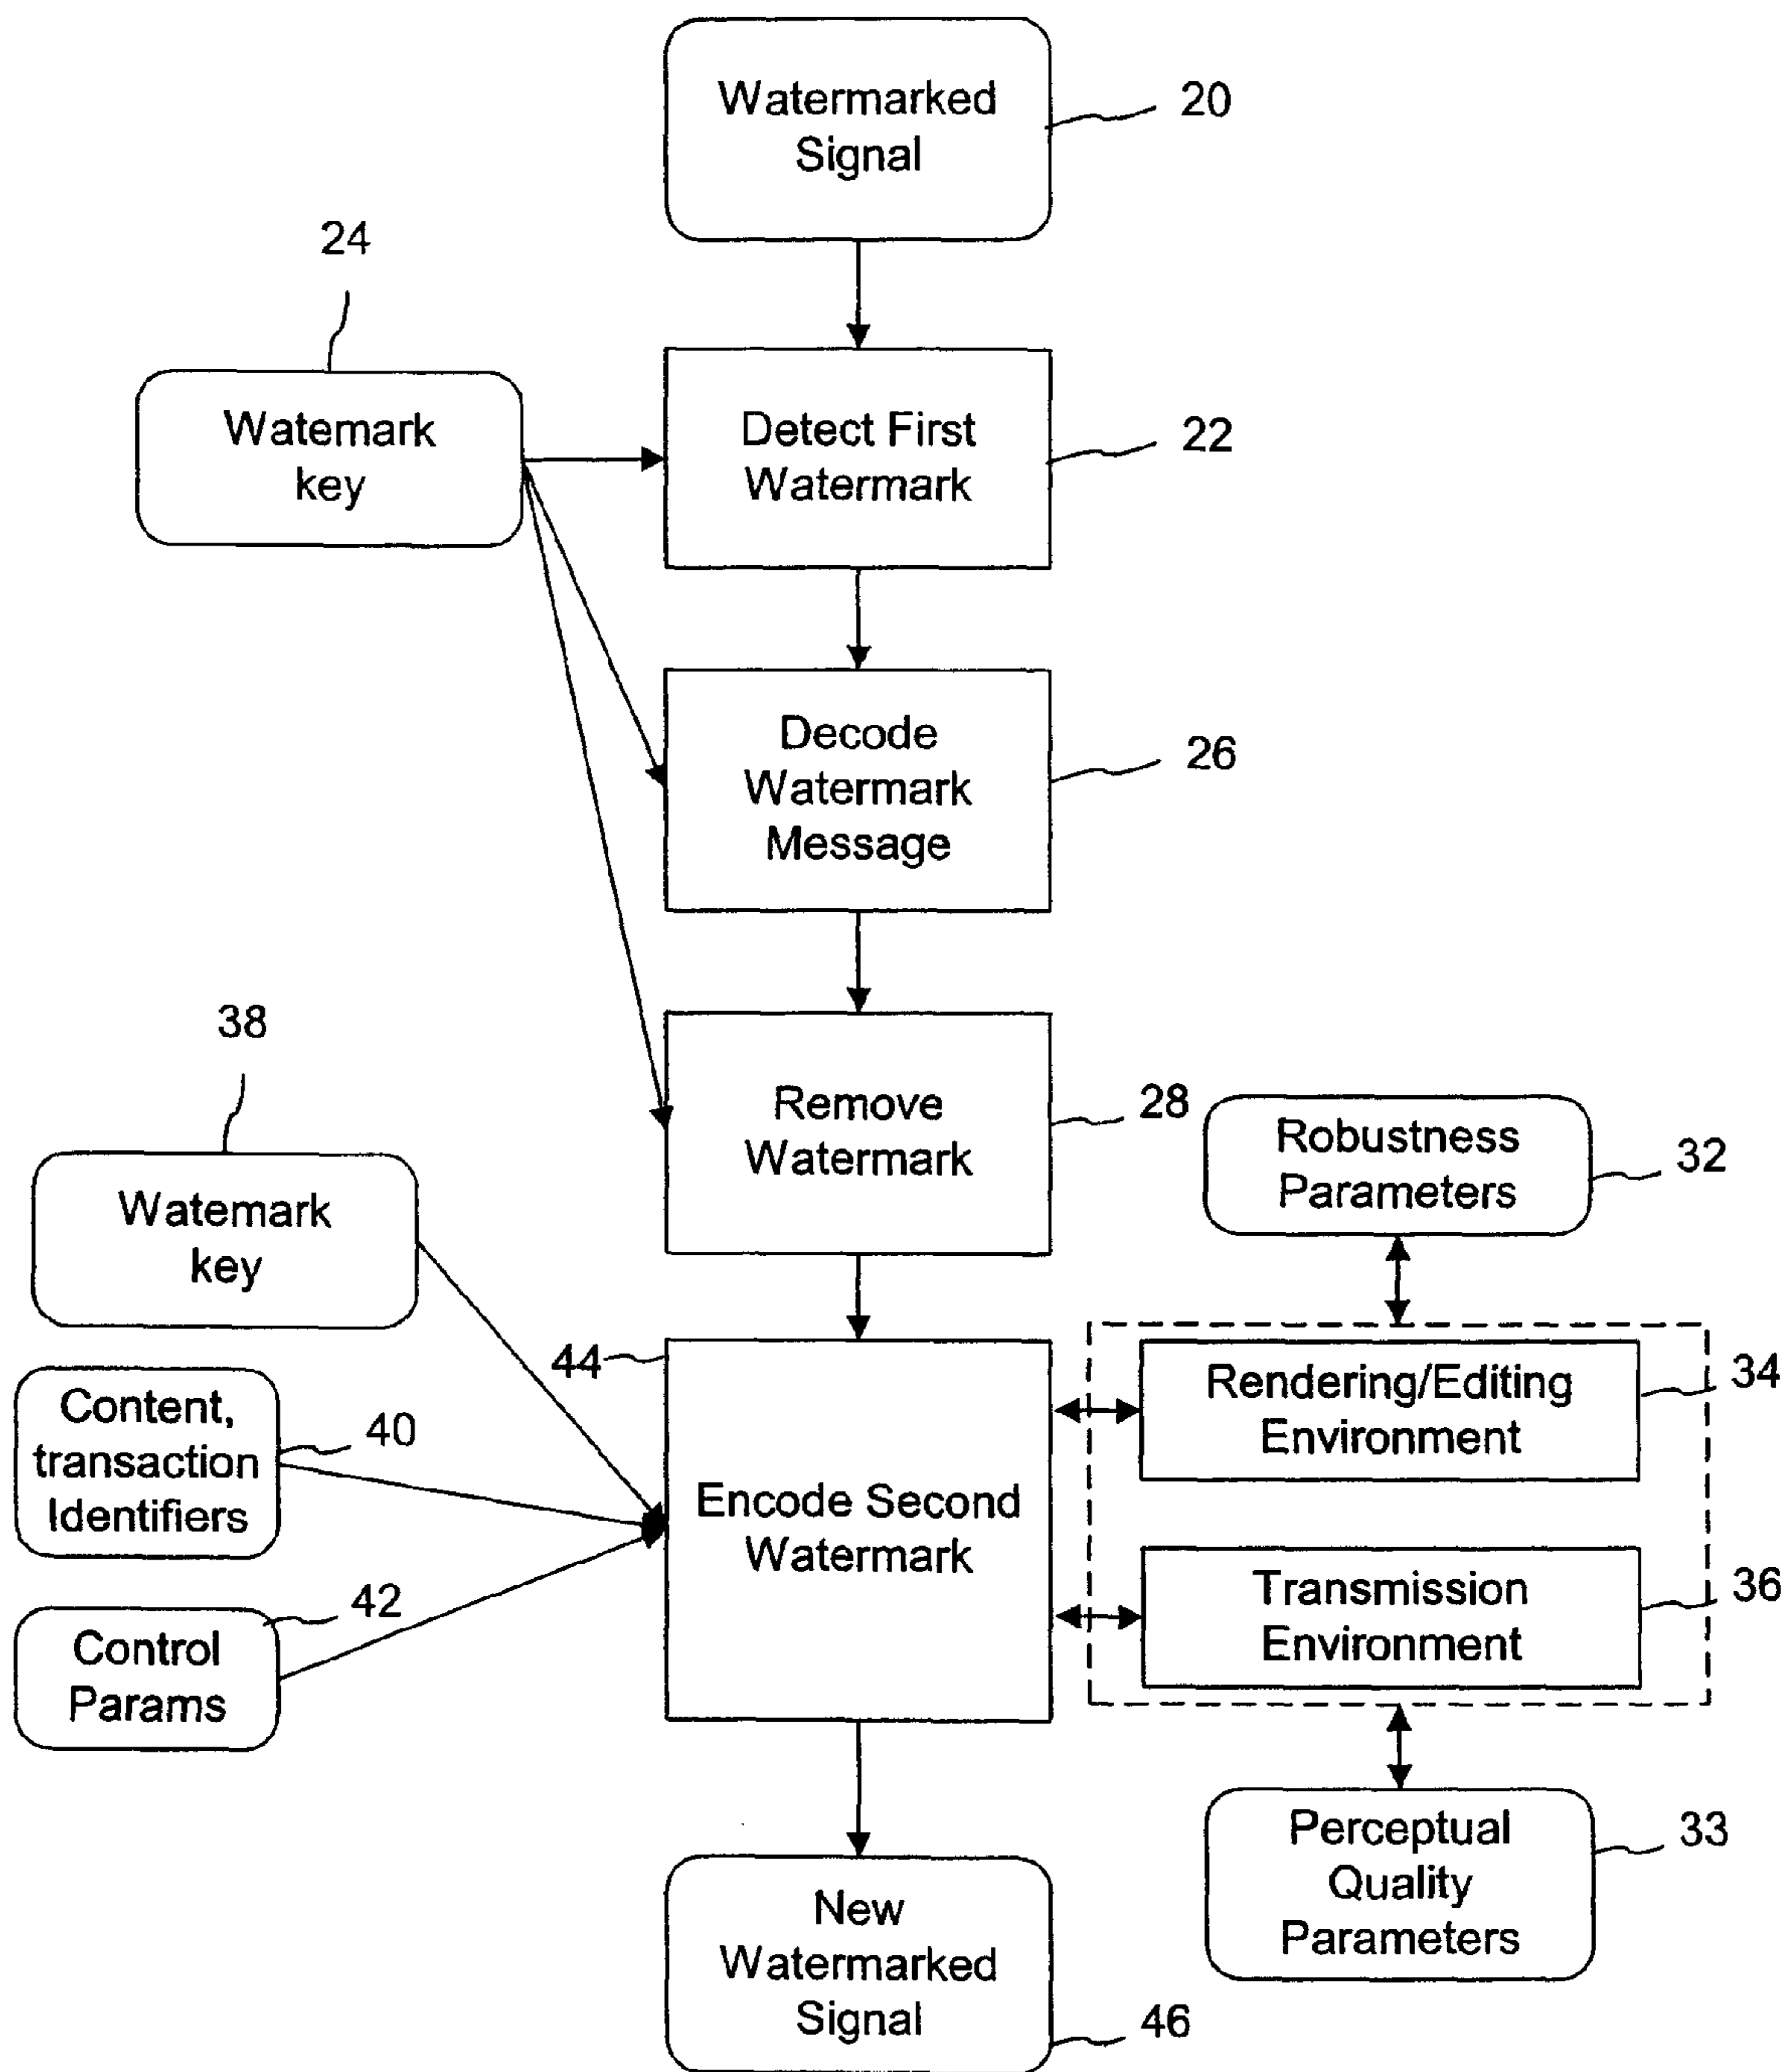 Watermarked
Signal
20
24
Watemark
key
Detect First
Watermark
22
Decode
Watermark
Message
26
38
Remove
Watermark
28
Robustness
Parameters
32
Watemark
key
44
Rendering/Editing
Environment
34
Content,
transaction
Identifiers
40
Encode Second
Watermark
Transmission
Environment
36
42
Control
Params
Perceptual
Quality
Parameters
33
New
Watermarked
Signal
46